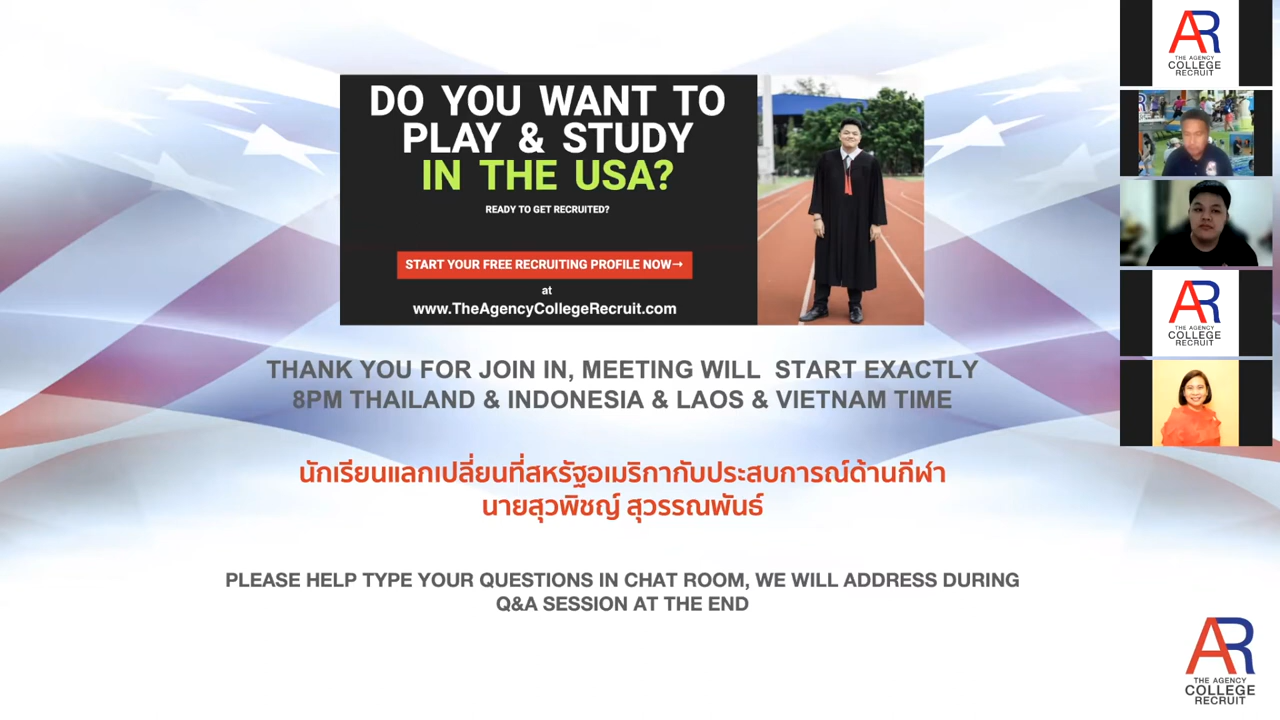 DO YOU WANT TO
PLAY & STUDY
IN THE USA?
READY TO GET RECRUITED?
START YOUR FREE RECRUITING PROFILE NOW→
at
www.TheAgencyCollegeRecruit.com
THANK YOU FOR JOIN IN, MEETING WILL START EXACTLY
8PM THAILAND & INDONESIA & LAOS & VIETNAM TIME
นักเรียนแลกเปลี่ยนที่สหรัฐอเมริกากับประสบการณ์ด้านกีฬา
นายสุวพิชญ์ สุวรรณพันธ์
PLEASE HELP TYPE YOUR QUESTIONS IN CHAT ROOM, WE WILL ADDRESS DURING
Q&A SESSION AT THE END
AR
THE AGENCY
COLLEGE
RECRUIT
AR
THE AGENCY
COLLEGE
RECRUIT
AR
THE AGENCY
COLLEGE
RECRUIT